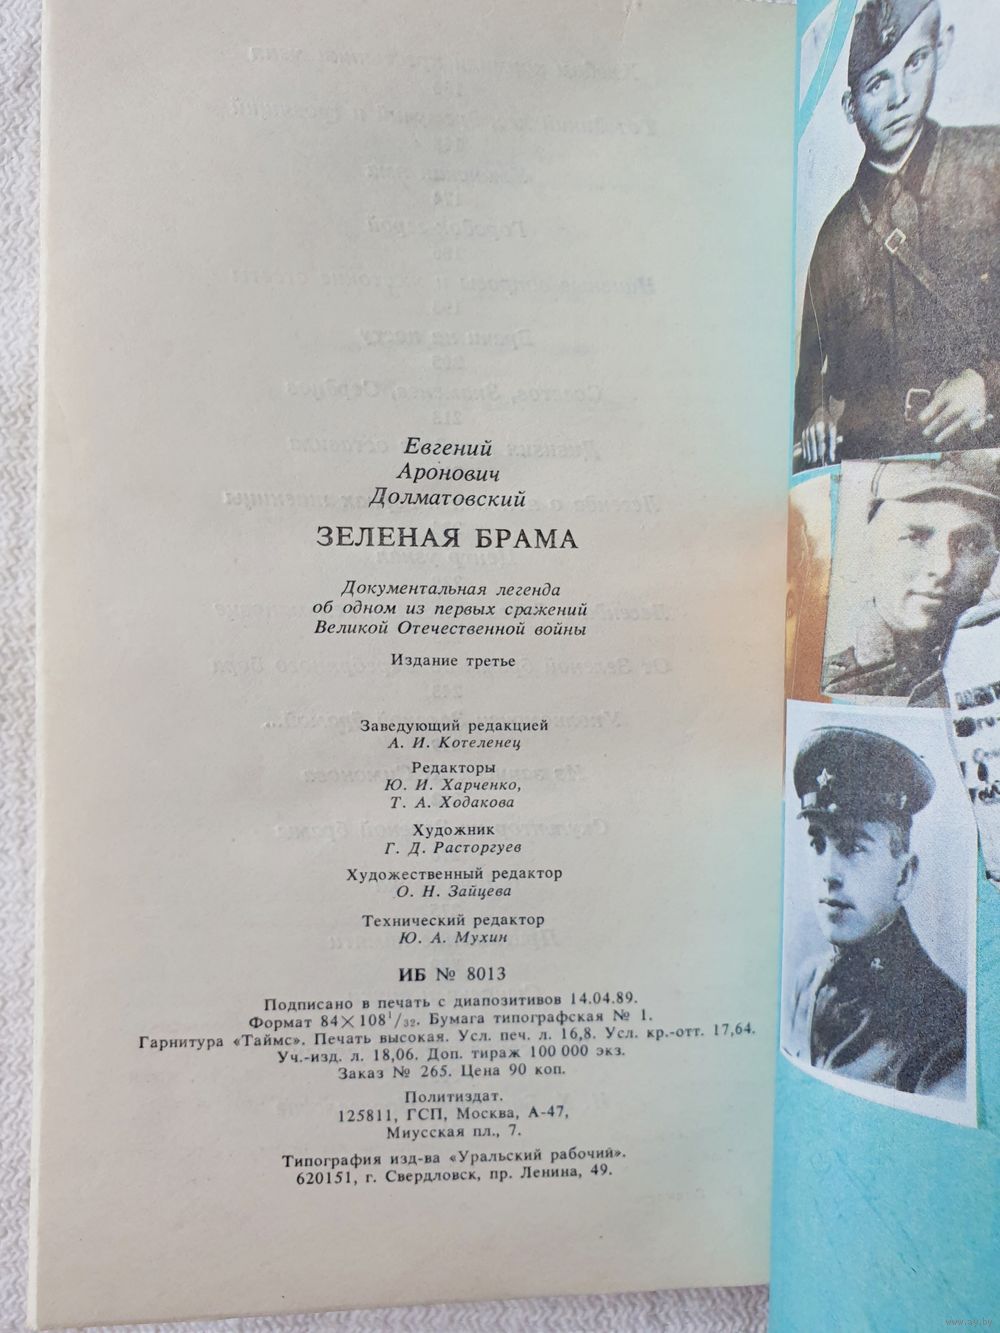 Евгений
Аронович
Долматовский
ЗЕЛЕНАЯ БРАМА
Документальная легенда
об одном из первых сражений
Великой Отечественной войны
Издание третье
Заведующий редакцией
А. И. Котеленец
Редакторы
Ю. И. Харченко,
Т. А. Ходакова
Художник
Г. Д. Расторгуев
Художественный редактор
О. Н. Зайцева
Технический редактор
Ю. А. Мухин
ИБ № 8013
Подписано в печать с диапозитивов 14.04.89.
Формат 84×108¹/₃₂. Бумага типографская № 1.
Гарнитура «Таймс». Печать высокая. Усл. печ. л. 16,8. Усл. кр.-отт. 17,64.
Уч.-изд. л. 18,06. Доп. тираж 100 000 экз.
Заказ № 265. Цена 90 коп.
Политиздат.
125811, ГСП, Москва, А-47,
Миусская пл., 7.
Типография изд-ва «Уральский рабочий».
620151, г. Свердловск, пр. Ленина, 49.
www.ay.by